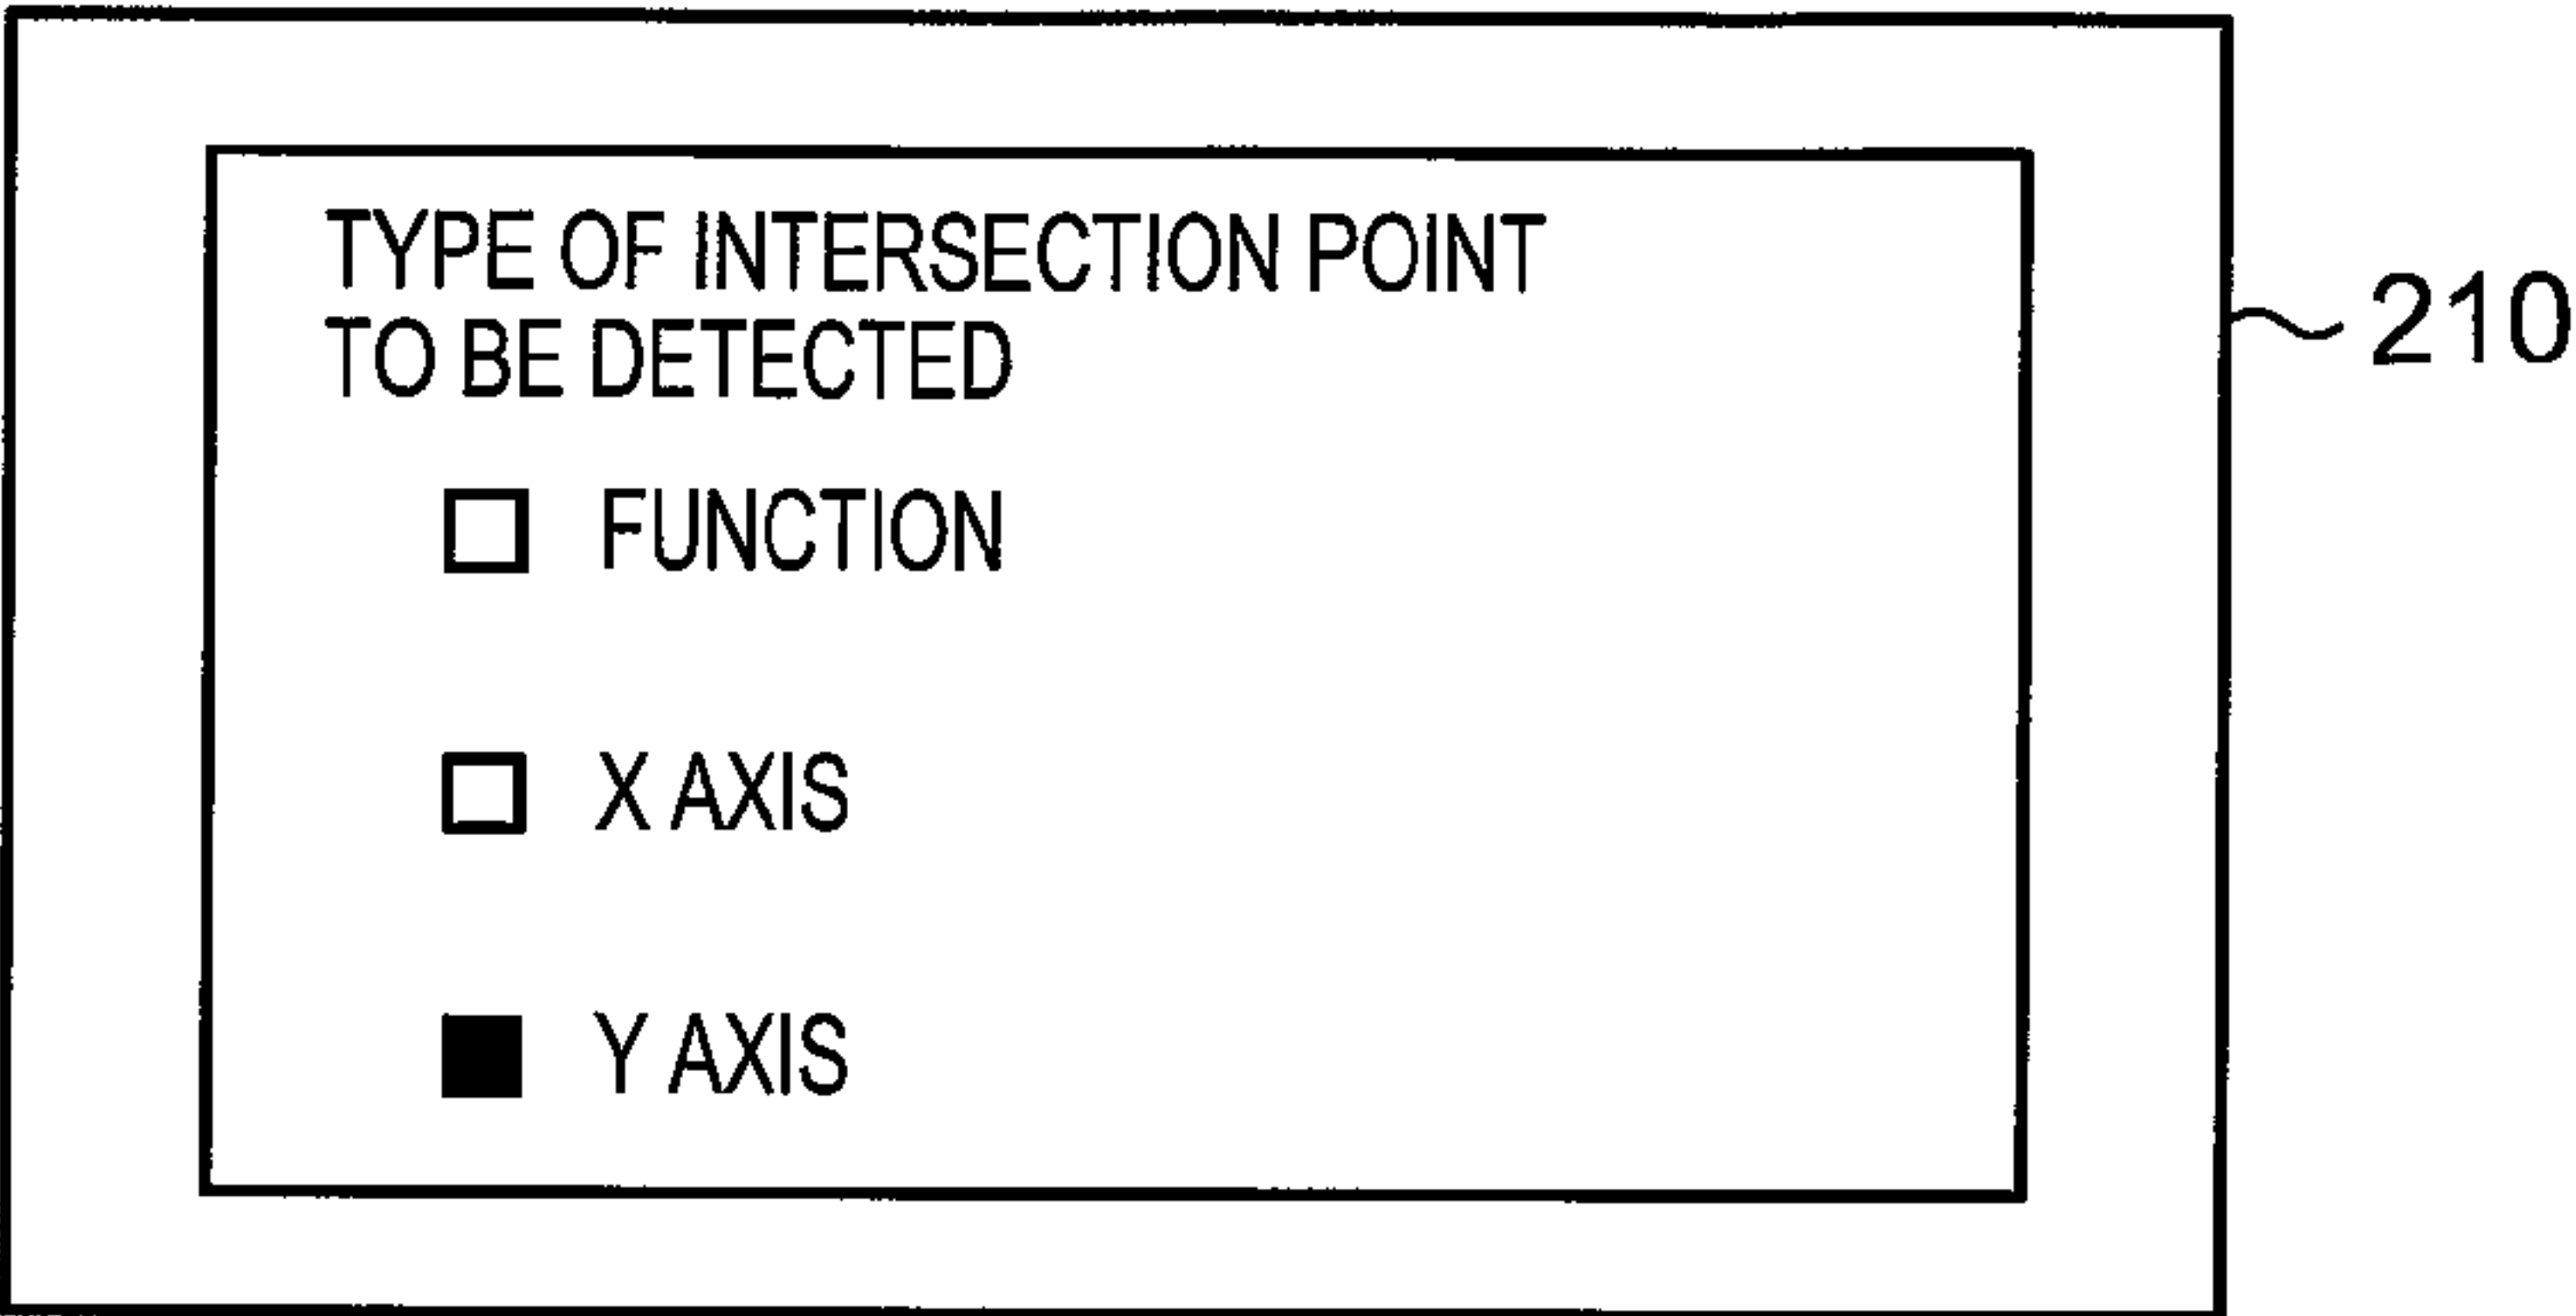 TYPE OF INTERSECTION POINT
TO BE DETECTED
FUNCTION
X AXIS
Y AXIS
210